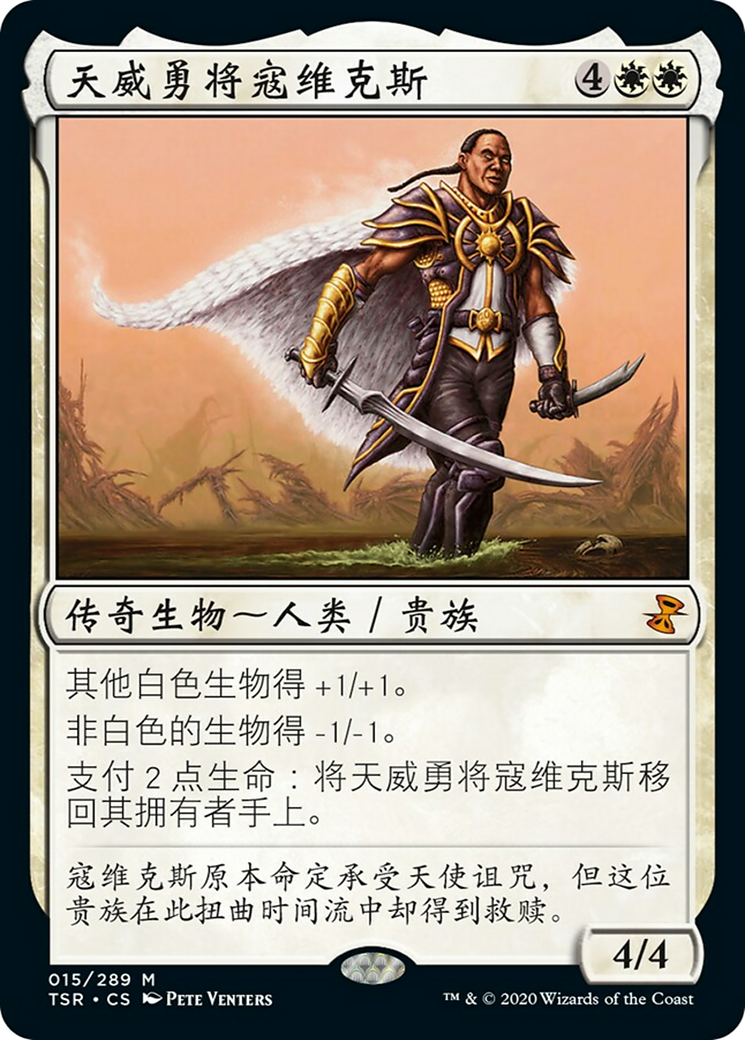 天威勇将寇维克斯 4
传奇生物～人类 / 贵族
其他白色生物得 +1/+1。
非白色的生物得 -1/-1。
支付 2 点生命：将天威勇将寇维克斯移
回其拥有者手上。
寇维克斯原本命定承受天使诅咒，但这位
贵族在此扭曲时间流中却得到救赎。
4/4
015/289 M
TSR • CS PETE VENTERS
™ & © 2020 Wizards of the Coast